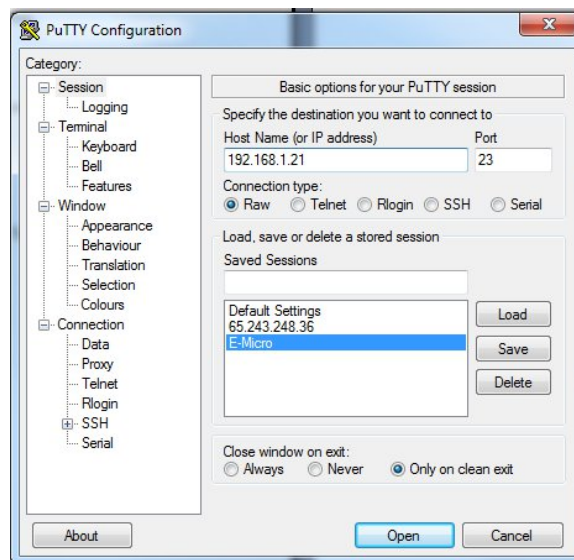 PuTTY Configuration
Category:
Session
Logging
Terminal
Keyboard
Bell
Features
Window
Appearance
Behaviour
Translation
Selection
Colours
Connection
Data
Proxy
Telnet
Rlogin
SSH
Serial
Basic options for your PuTTY session
Specify the destination you want to connect to
Host Name (or IP address) Port
192.168.1.21 23
Connection type:
Raw Telnet Rlogin SSH Serial
Load, save or delete a stored session
Saved Sessions
Default Settings
65.243.248.36
E-Micro
Load
Save
Delete
Close window on exit:
Always Never Only on clean exit
About Open Cancel